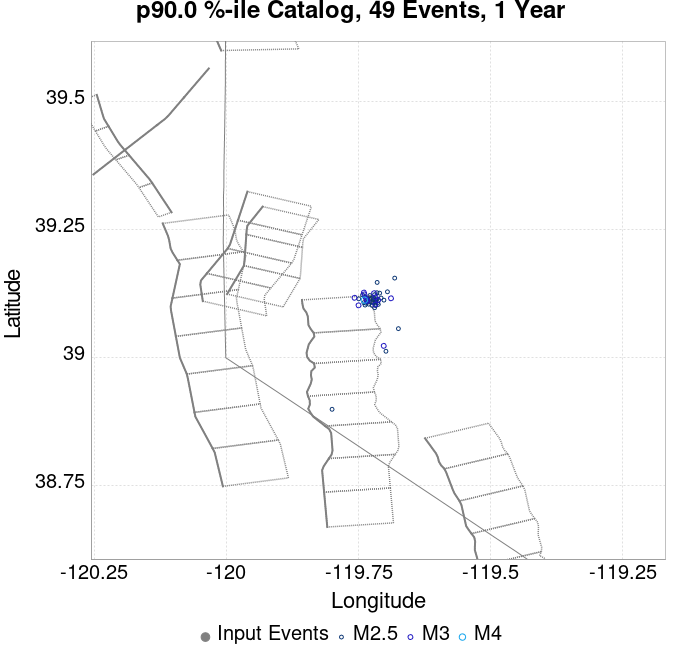 p90.0 %-ile Catalog, 49 Events, 1 Year
39.5
39.25
39
38.75
Latitude
-120.25 -120 -119.75 -119.5 -119.25
Longitude
Input Events M2.5 M3 M4